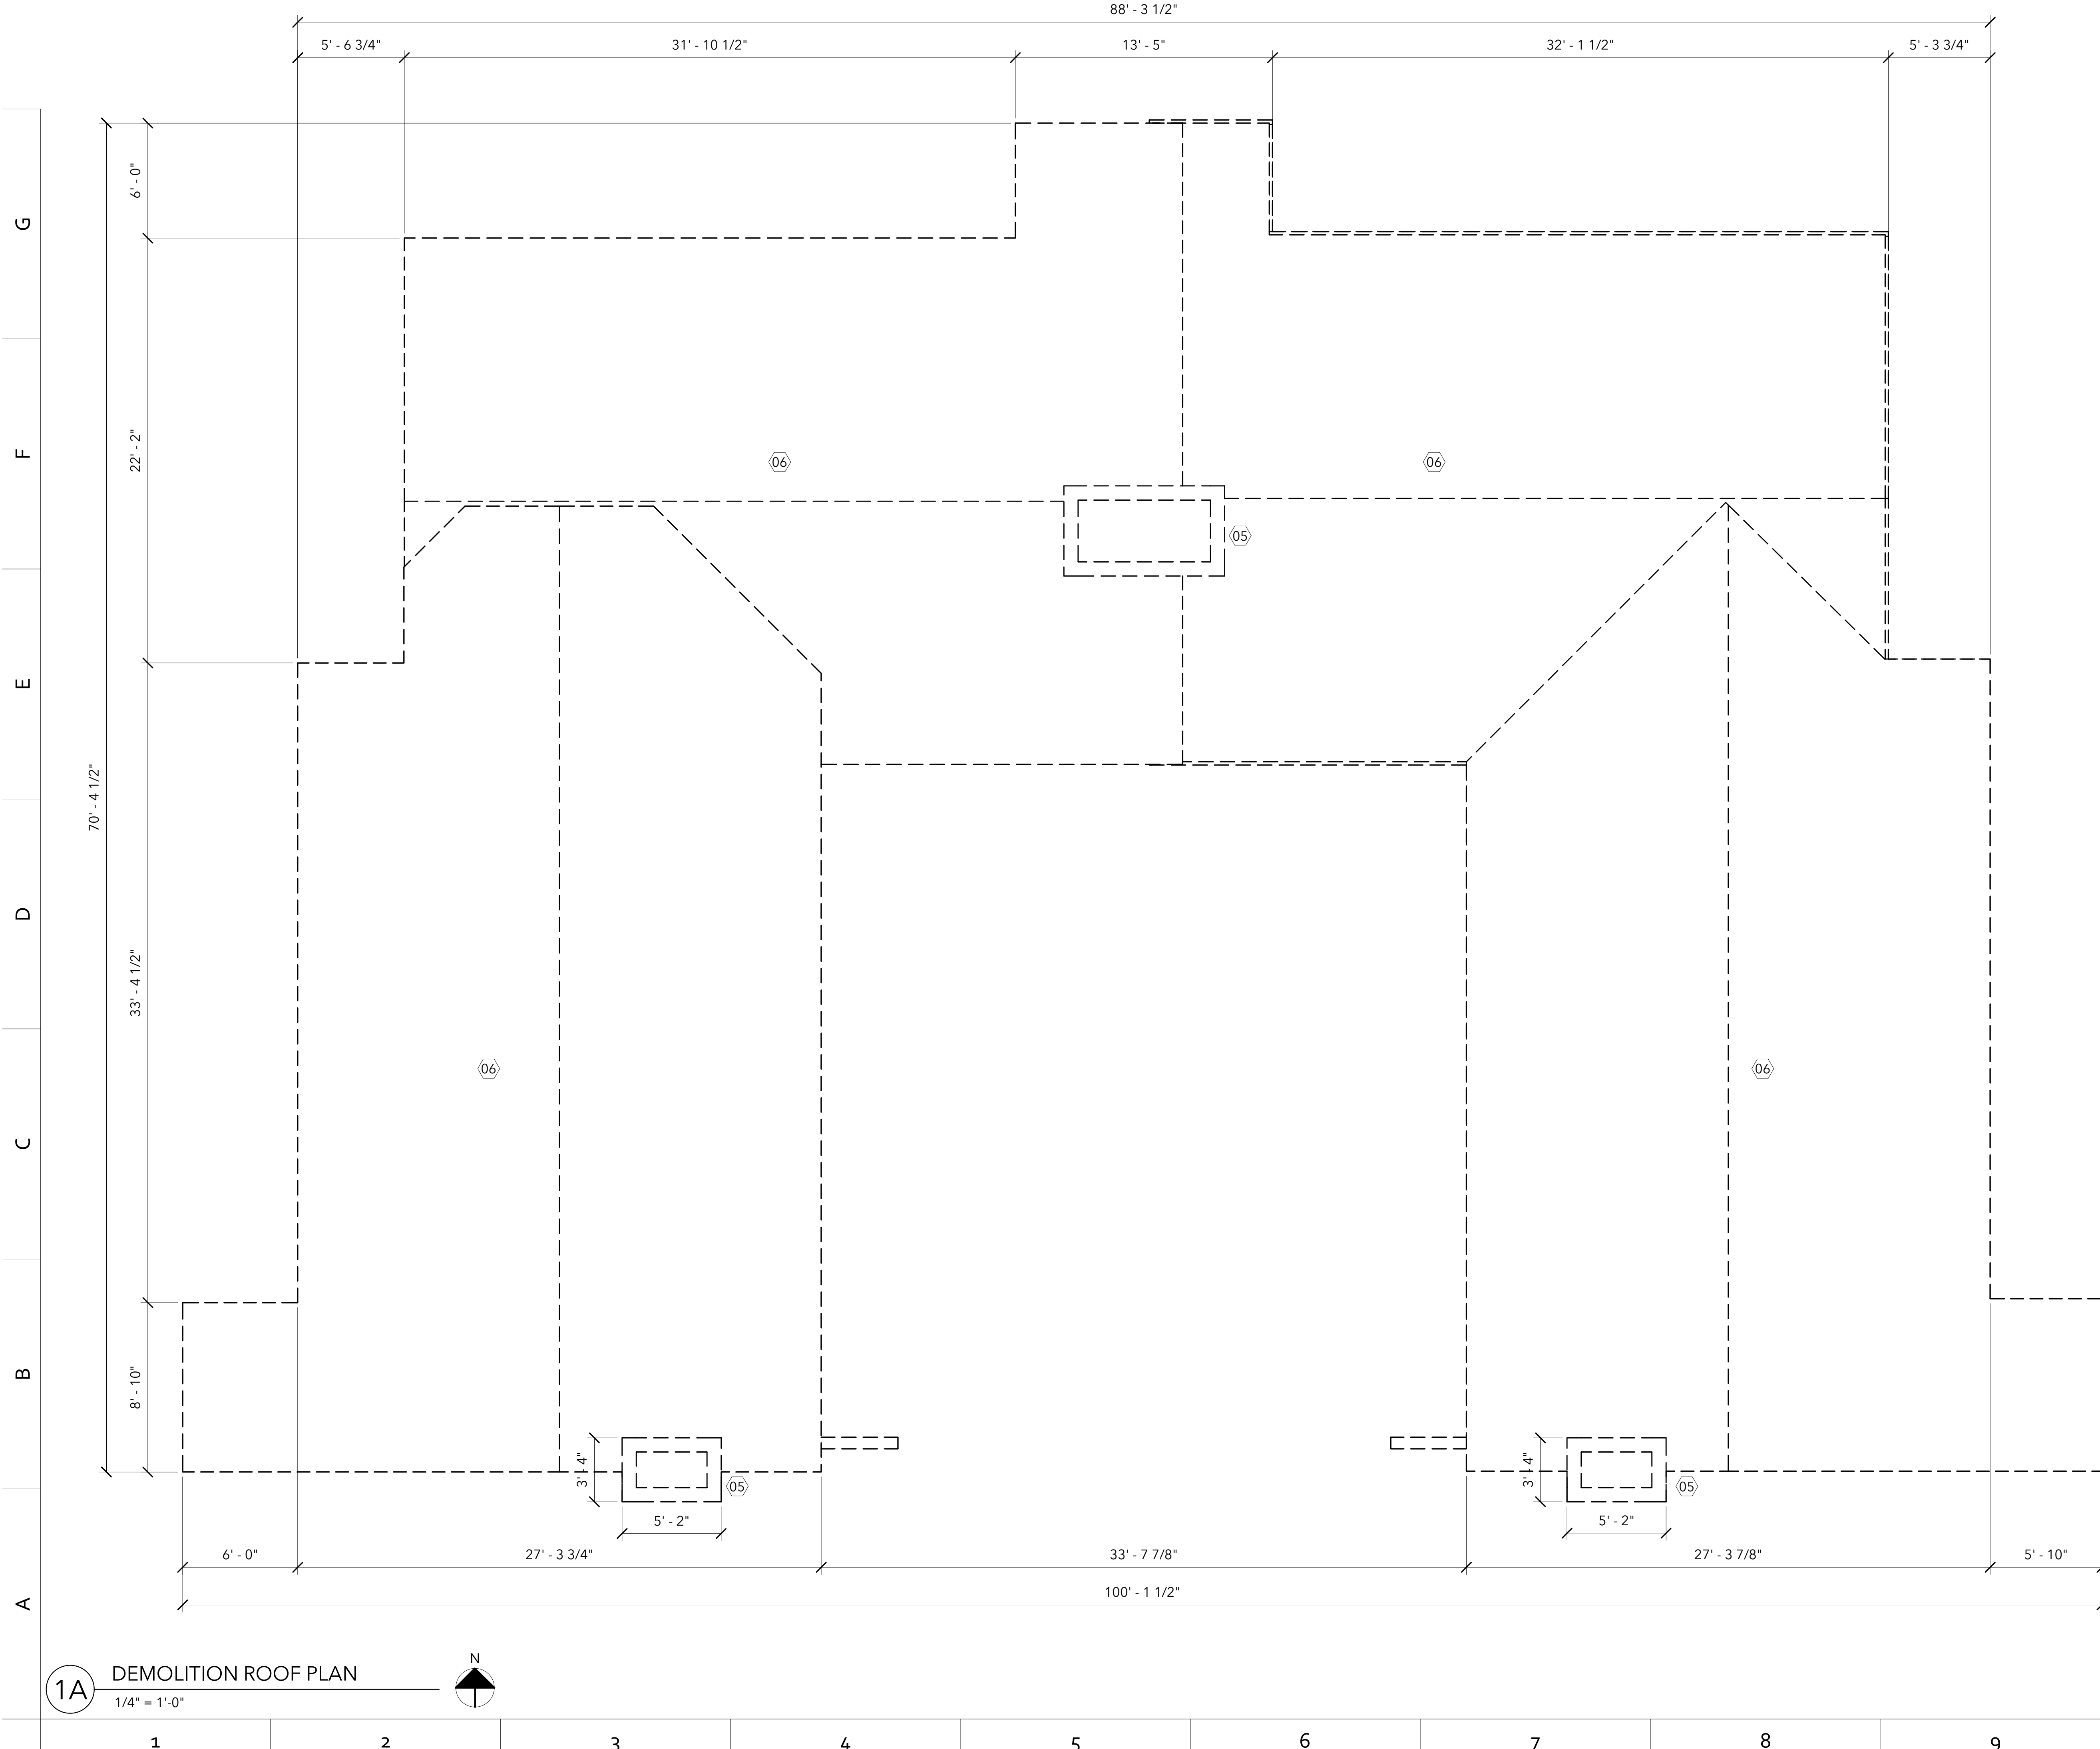 88' - 3 1/2"
5' - 6 3/4"
31' - 10 1/2"
13' - 5"
32' - 1 1/2"
5' - 3 3/4"
6' - 0"
G
22' - 2"
F
06
06
05
E
70' - 4 1/2"
D
33' - 4 1/2"
06
06
C
8' - 10"
B
3' - 4"
3' - 4"
05
05
5' - 2"
5' - 2"
6' - 0"
27' - 3 3/4"
33' - 7 7/8"
27' - 3 7/8"
5' - 10"
100' - 1 1/2"
A
N
1A
DEMOLITION ROOF PLAN
1/4" = 1'-0"
1
2
3
4
5
6
7
8
9